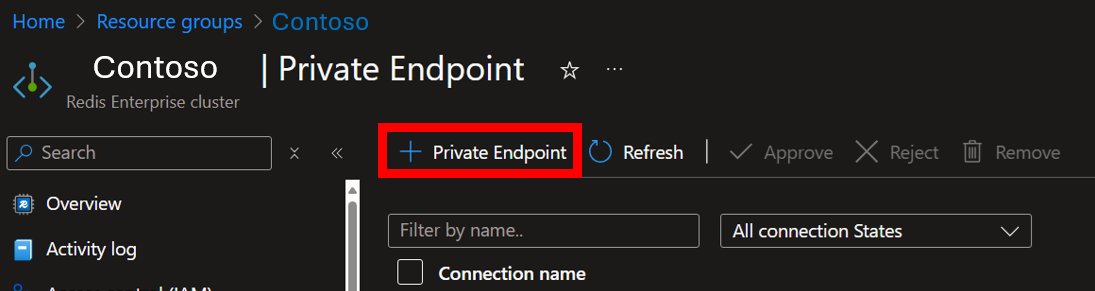 Home > Resource groups > Contoso
Contoso | Private Endpoint
Redis Enterprise cluster
Search
Private Endpoint Refresh | Approve Reject Remove
Overview
Filter by name.. All connection States
Activity log
Connection name